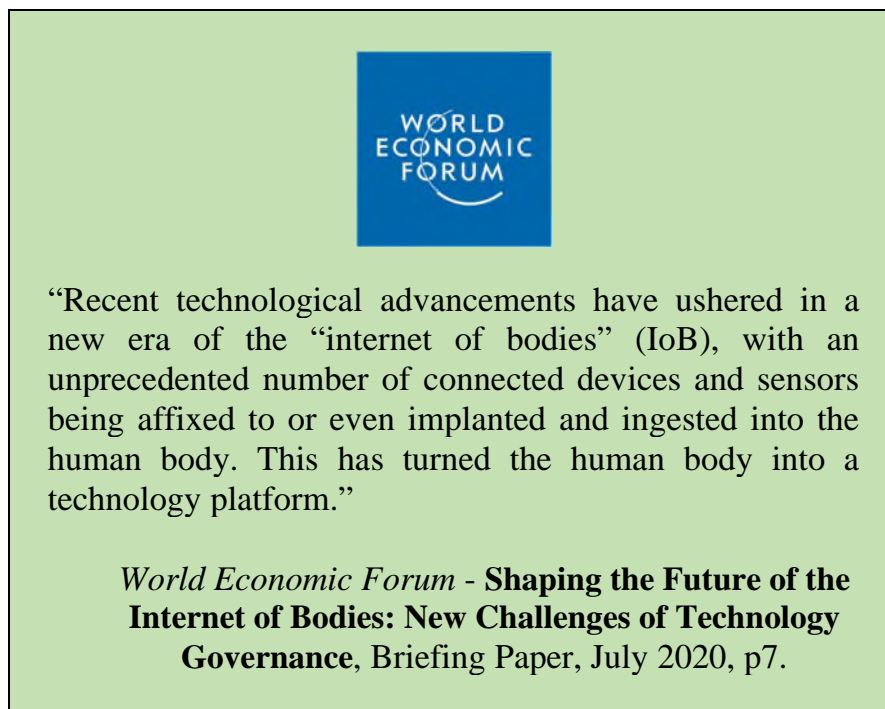 WORLD
ECONOMIC
FORUM
“Recent technological advancements have ushered in a
new era of the “internet of bodies” (IoB), with an
unprecedented number of connected devices and sensors
being affixed to or even implanted and ingested into the
human body. This has turned the human body into a
technology platform.”
World Economic Forum - Shaping the Future of the
Internet of Bodies: New Challenges of Technology
Governance, Briefing Paper, July 2020, p7.